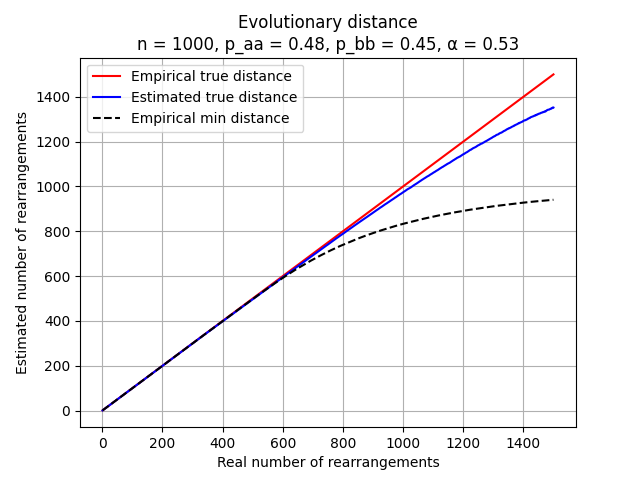 Evolutionary distance
n = 1000, p_aa = 0.48, p_bb = 0.45, α = 0.53
Empirical true distance
Estimated true distance
Empirical min distance
Estimated number of rearrangements
1400
1200
1000
800
600
400
200
0
0 200 400 600 800 1000 1200 1400
Real number of rearrangements